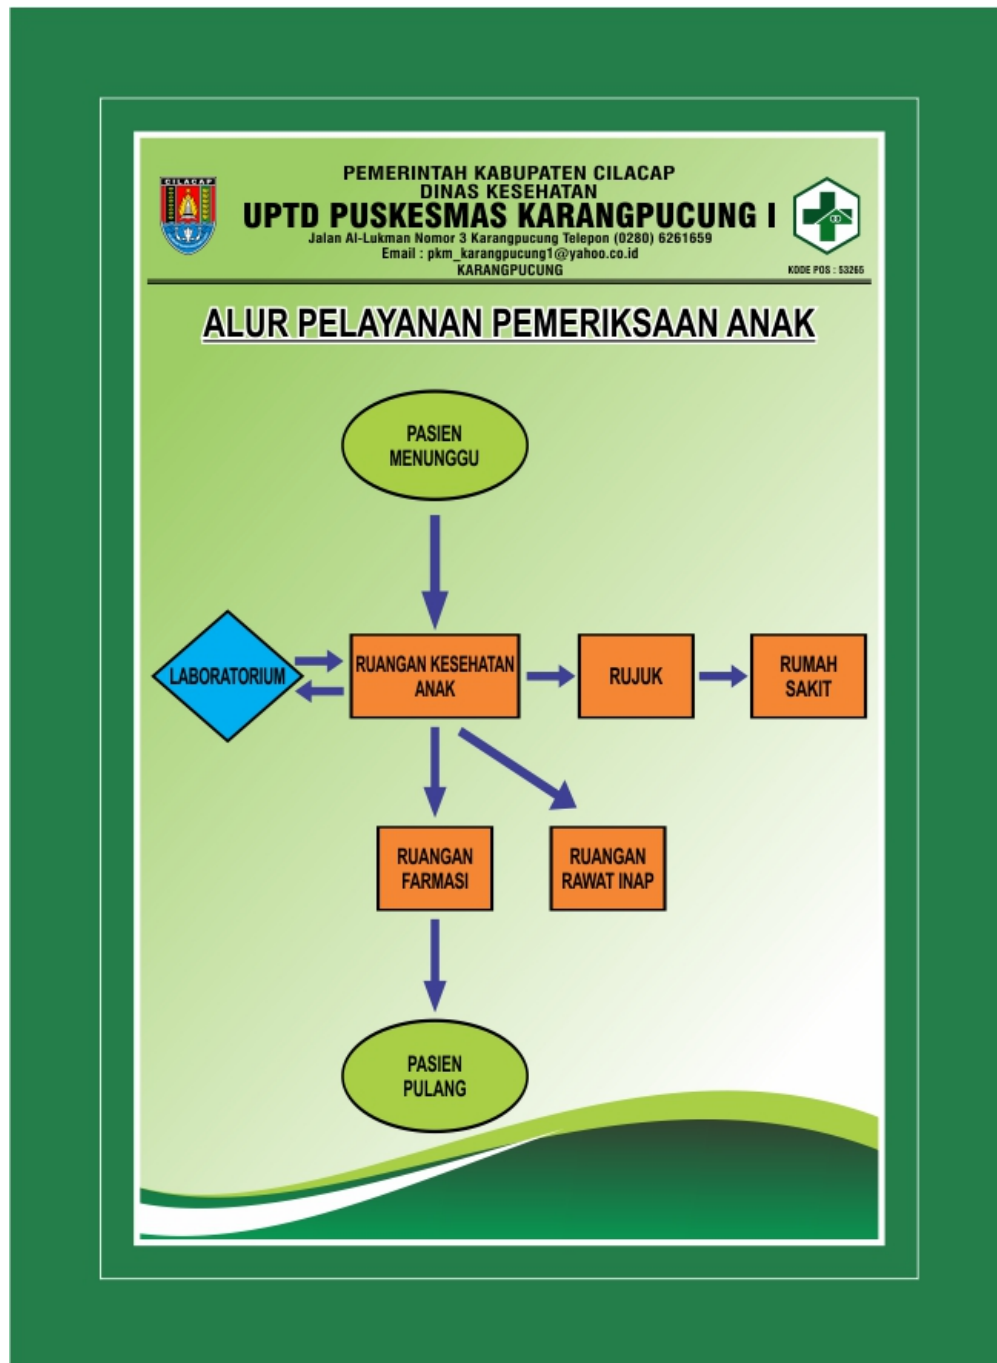 CILACAP
PEMERINTAH KABUPATEN CILACAP
DINAS KESEHATAN
UPTD PUSKESMAS KARANGPUCUNG I
Jalan Al-Lukman Nomor 3 Karangpucung Telepon (0280) 6261659
Email : pkm_karangpucung1@yahoo.co.id
KARANGPUCUNG
KODE POS : 53265
ALUR PELAYANAN PEMERIKSAAN ANAK
PASIEN
MENUNGGU
LABORATORIUM
RUANGAN KESEHATAN
ANAK
RUJUK
RUMAH
SAKIT
RUANGAN
FARMASI
RUANGAN
RAWAT INAP
PASIEN
PULANG